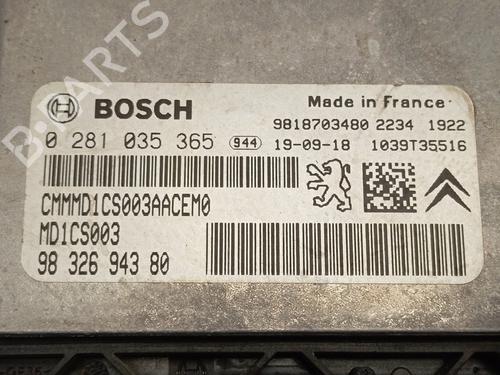 B-PARTS
BOSCH
Made in France
0 281 035 365
944
9818703480 2234 1922
19-09-18 1039T35516
CMMMD1CS003AACEM0
MD1CS003
98 326 943 80